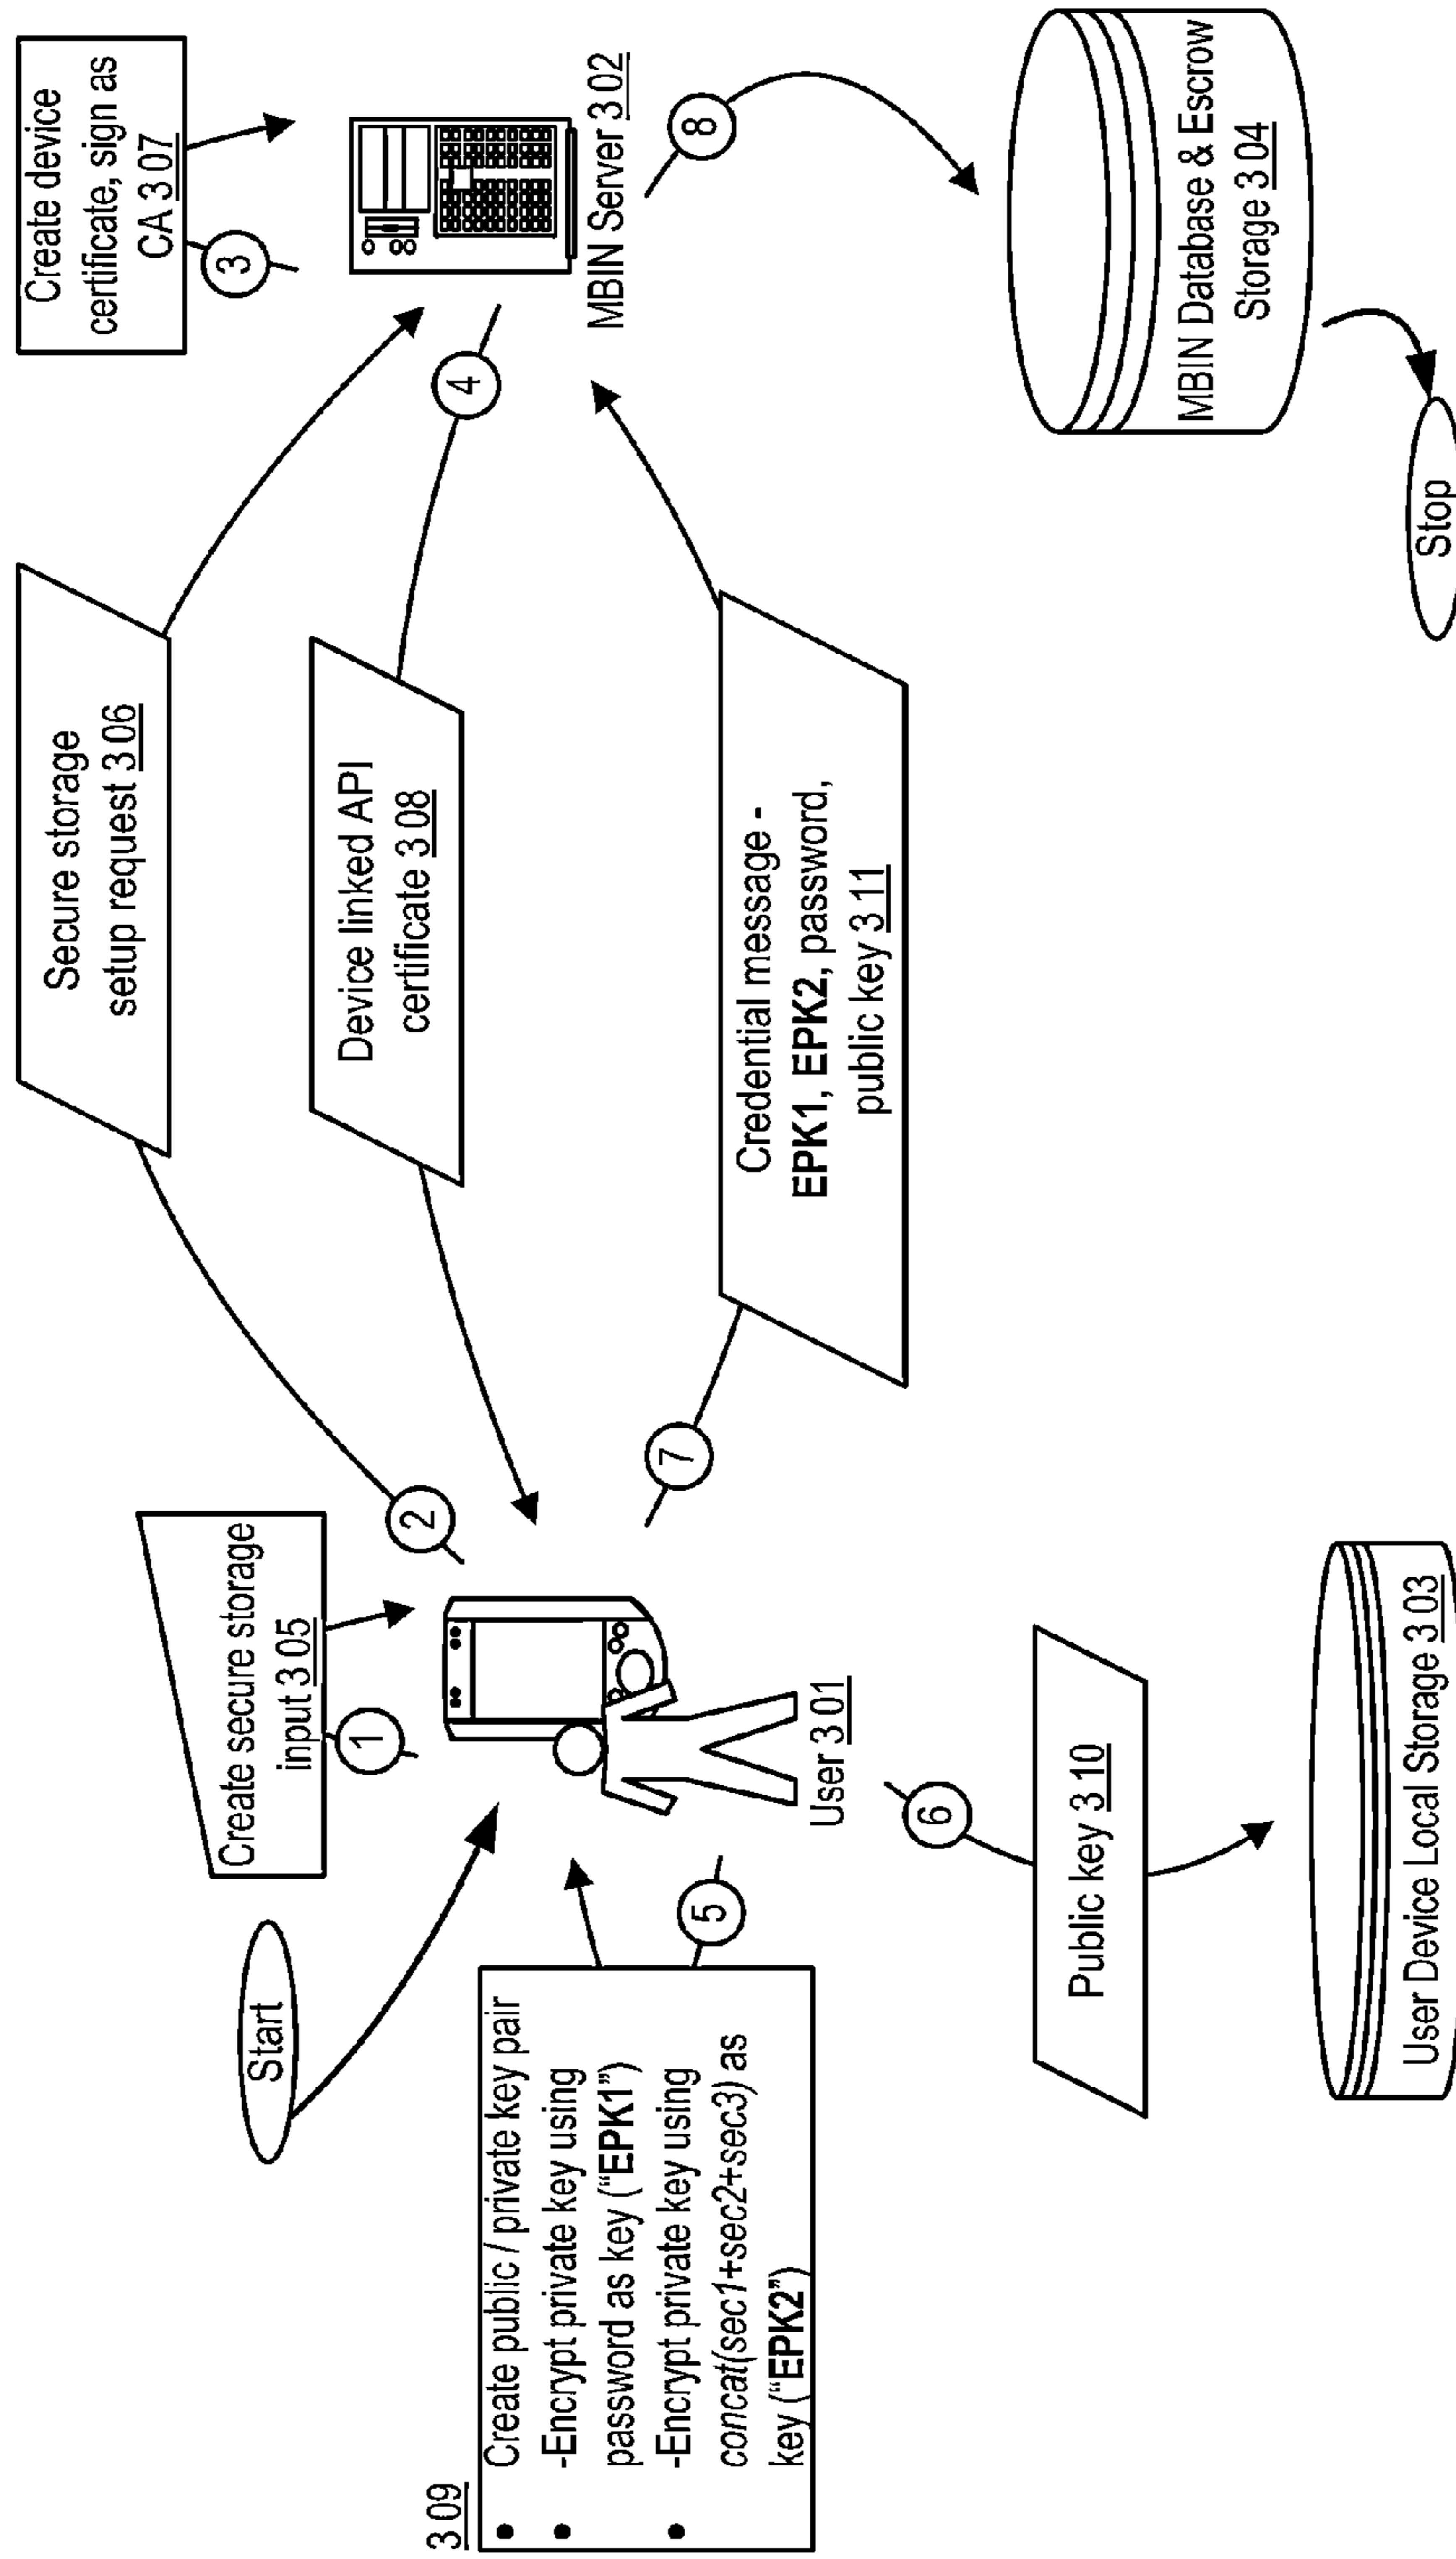 Start
Create secure storage
input 3 05
1
2
Secure storage
setup request 3 06
Create device
certificate, sign as
CA 3 07
3
Device linked API
certificate 3 08
4
MBIN Server 3 02
3 09
• Create public / private key pair
• -Encrypt private key using
password as key (“EPK1”)
• -Encrypt private key using
concat(sec1+sec2+sec3) as
key (“EPK2”)
5
User 3 01
7
Credential message -
EPK1, EPK2, password,
public key 3 11
8
6
Public key 3 10
User Device Local Storage 3 03
MBIN Database & Escrow
Storage 3 04
Stop